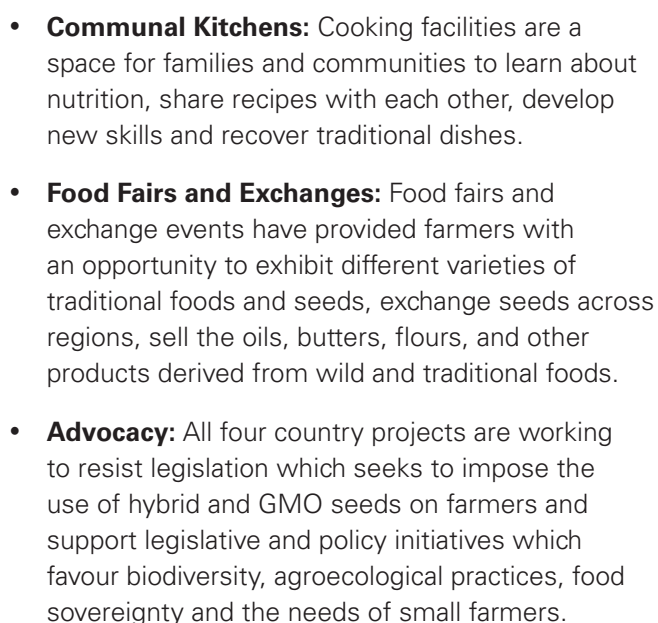 • Communal Kitchens: Cooking facilities are a
space for families and communities to learn about
nutrition, share recipes with each other, develop
new skills and recover traditional dishes.
• Food Fairs and Exchanges: Food fairs and
exchange events have provided farmers with
an opportunity to exhibit different varieties of
traditional foods and seeds, exchange seeds across
regions, sell the oils, butters, flours, and other
products derived from wild and traditional foods.
• Advocacy: All four country projects are working
to resist legislation which seeks to impose the
use of hybrid and GMO seeds on farmers and
support legislative and policy initiatives which
favour biodiversity, agroecological practices, food
sovereignty and the needs of small farmers.